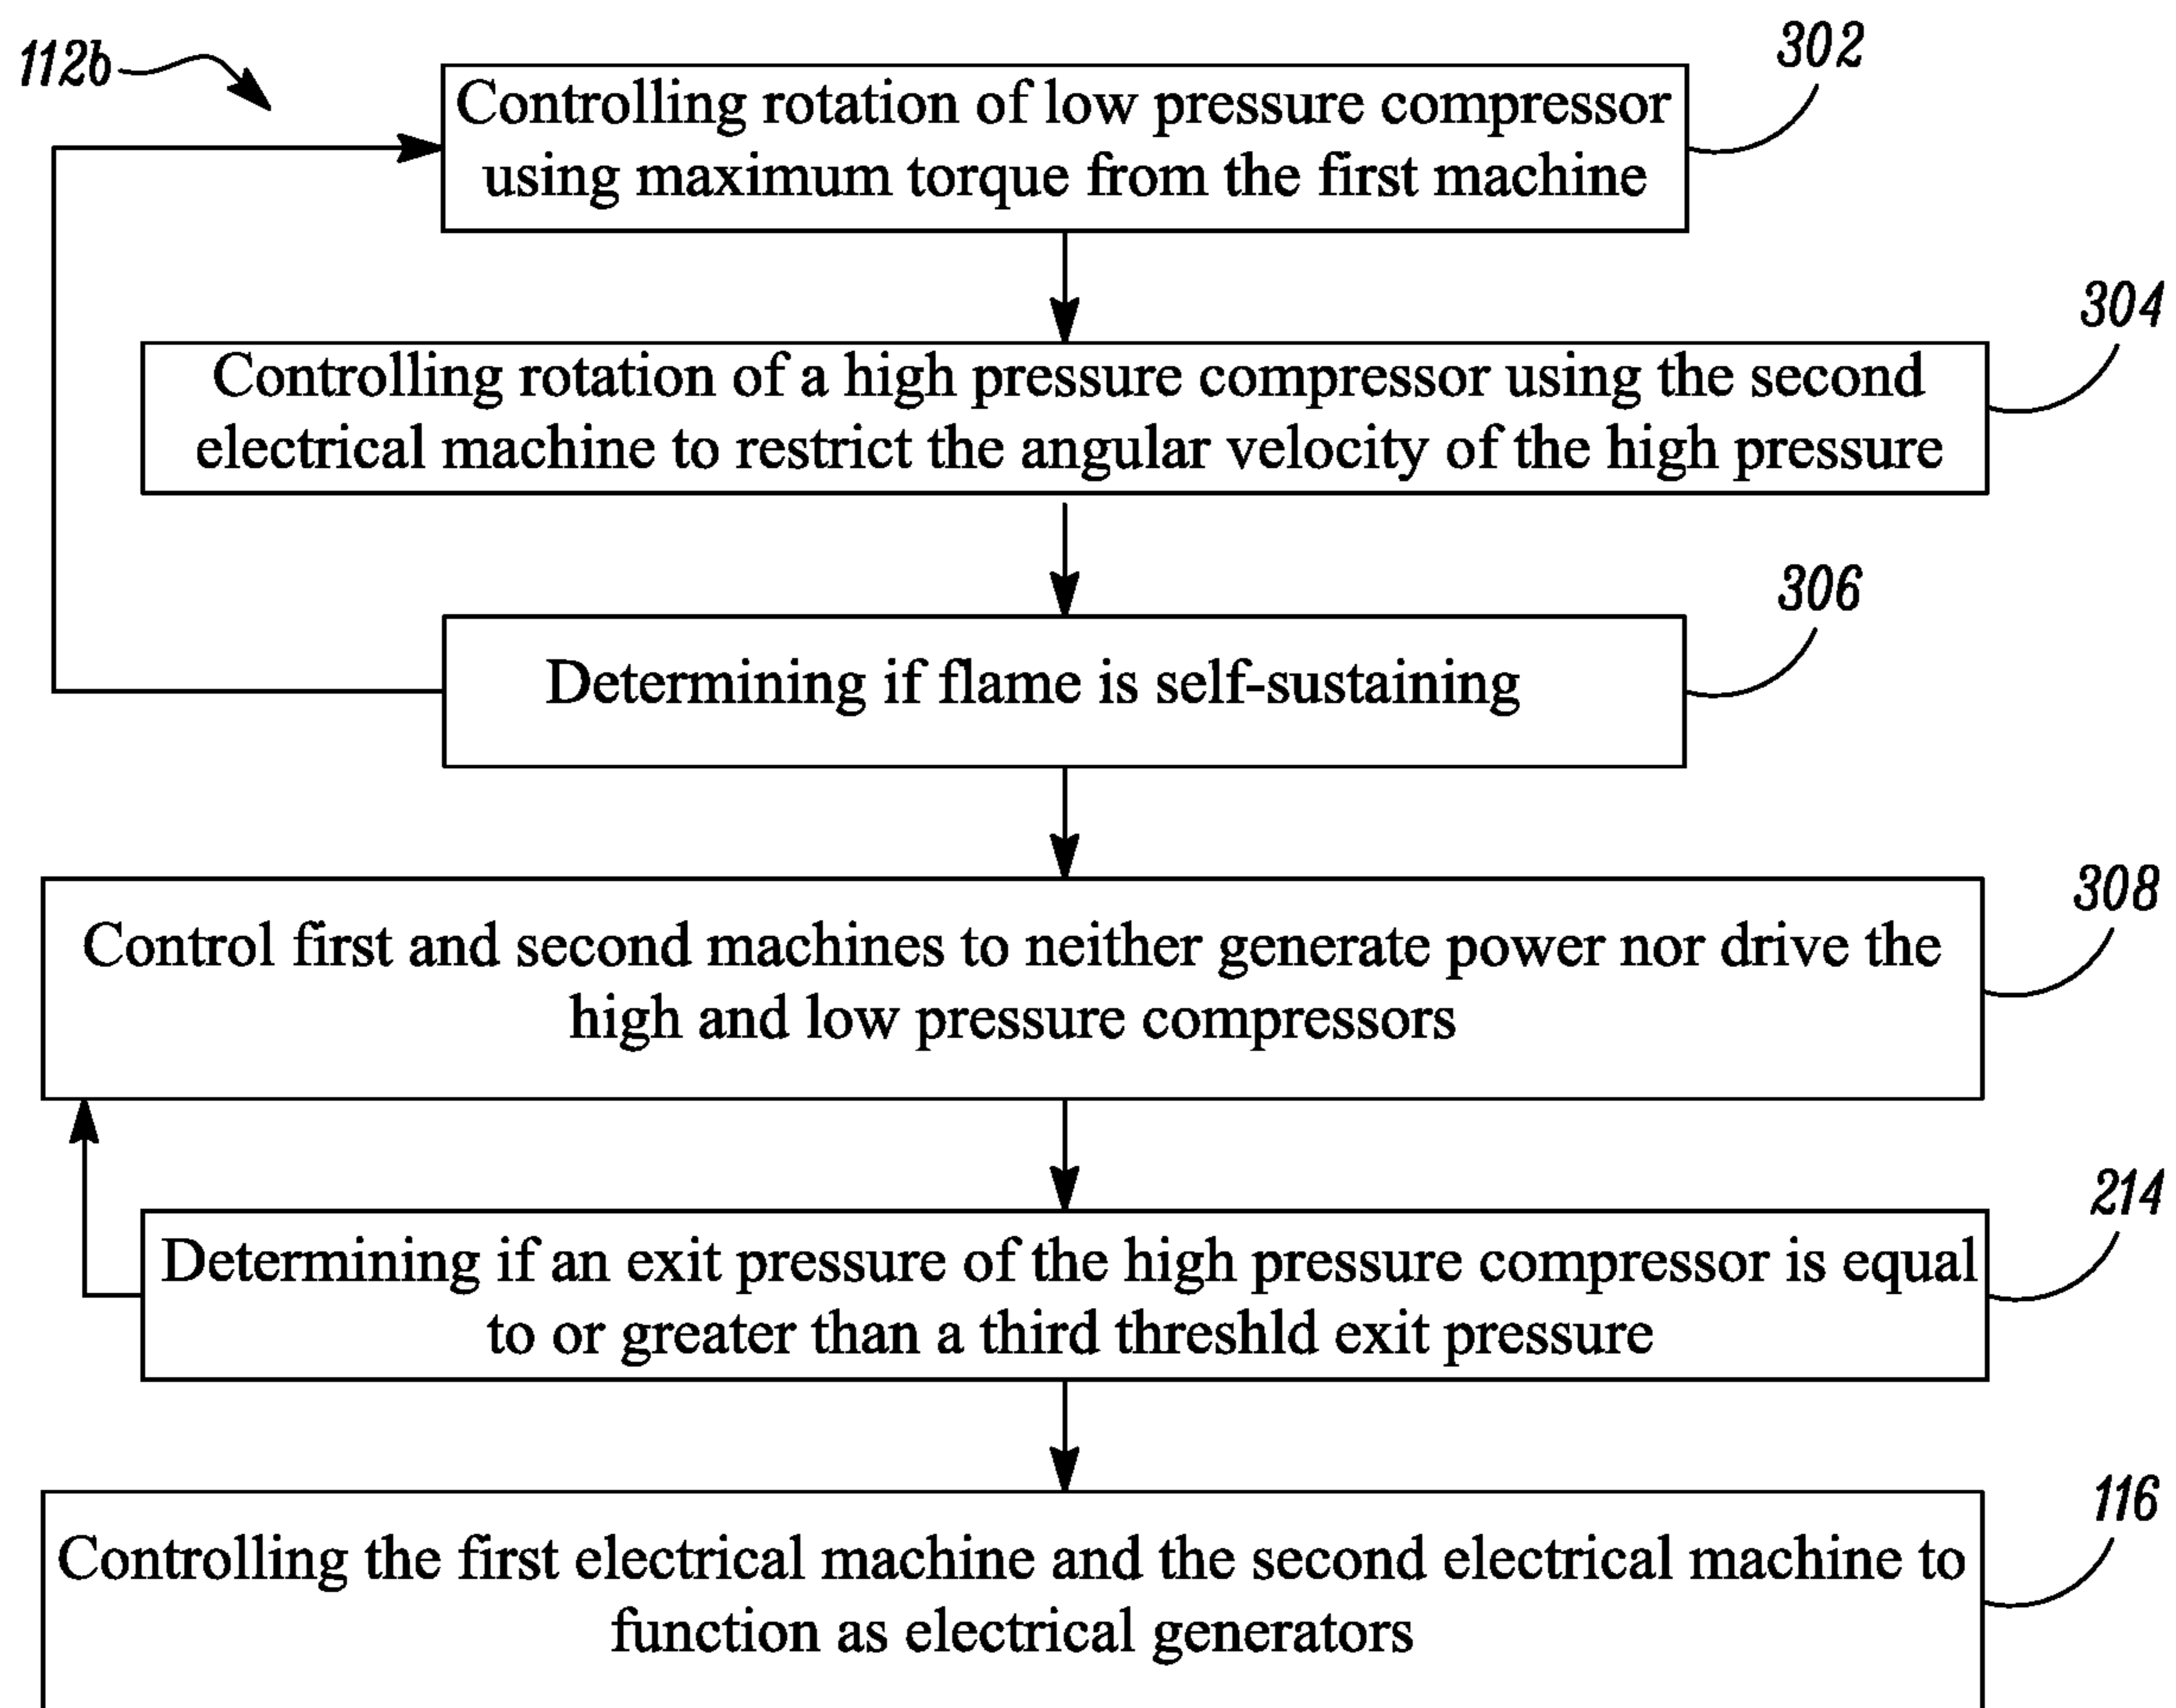 112b
302
Controlling rotation of low pressure compressor
using maximum torque from the first machine
304
Controlling rotation of a high pressure compressor using the second
electrical machine to restrict the angular velocity of the high pressure
306
Determining if flame is self-sustaining
308
Control first and second machines to neither generate power nor drive the
high and low pressure compressors
214
Determining if an exit pressure of the high pressure compressor is equal
to or greater than a third threshld exit pressure
116
Controlling the first electrical machine and the second electrical machine to
function as electrical generators